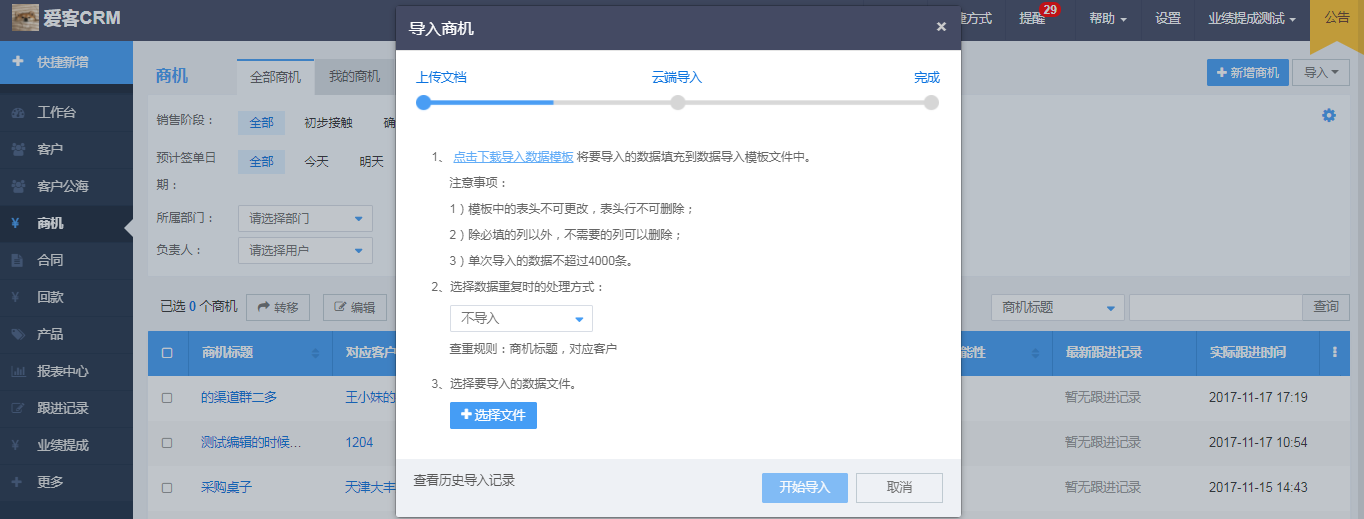 爱客CRM
提醒
29
帮助
设置
业绩提成测试
公告
快捷新增
工作台
客户
客户公海
商机
合同
回款
产品
报表中心
跟进记录
业绩提成
更多
商机
全部商机
我的商机
新增商机
导入
销售阶段：
全部
初步接触
确
预计签单日期：
全部
今天
明天
所属部门：
请选择部门
负责人：
请选择用户
已选 0 个商机
转移
编辑
商机标题
查询
商机标题
对应客户
能性
最新跟进记录
实际跟进时间
的渠道群二多
王小妹的
暂无跟进记录
2017-11-17 17:19
测试编辑的时候...
1204
暂无跟进记录
2017-11-17 10:54
采购桌子
天津大丰
暂无跟进记录
2017-11-15 14:43
导入商机
×
上传文档
云端导入
完成
1、 点击下载导入数据模板 将要导入的数据填充到数据导入模板文件中。
注意事项：
1）模板中的表头不可更改，表头行不可删除；
2）除必填的列以外，不需要的列可以删除；
3）单次导入的数据不超过4000条。
2、选择数据重复时的处理方式：
不导入
查重规则：商机标题，对应客户
3、选择要导入的数据文件。
选择文件
查看历史导入记录
开始导入
取消